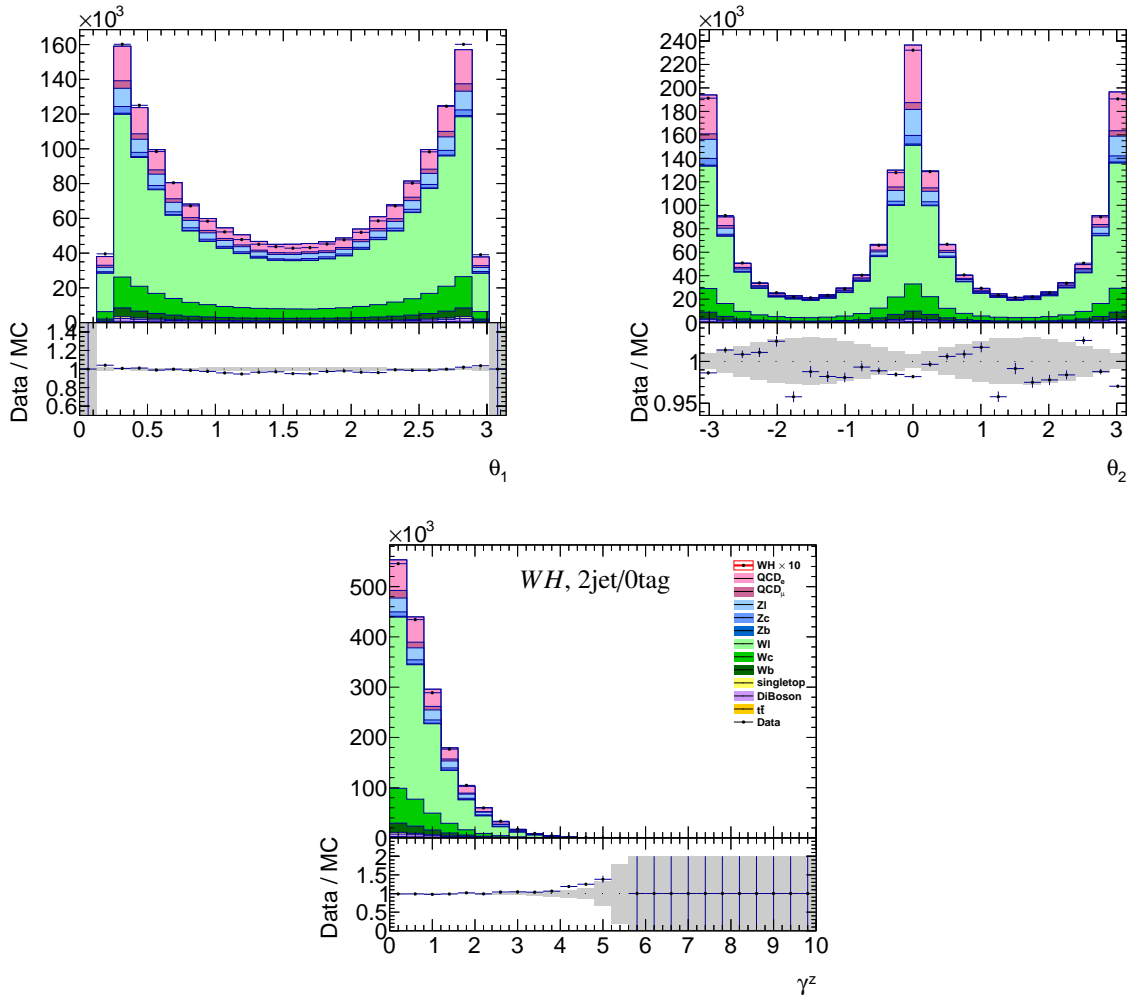 ×10³
160
140
120
100
80
60
40
20
0
Data / MC
1.4
1.2
1
0.8
0.6
0 0.5 1 1.5 2 2.5 3
θ₁
×10³
240
220
200
180
160
140
120
100
80
60
40
20
0
Data / MC
1
0.95
-3 -2 -1 0 1 2 3
θ₂
×10³
500
400
300
200
100
0
WH, 2jet/0tag
WH × 10
QCDₑ
QCD_μ
Zl
Zc
Zb
Wl
Wc
Wb
singletop
DiBoson
tt̄
Data
Data / MC
2
1.5
1
0.5
0
0 1 2 3 4 5 6 7 8 9 10
γᶻ